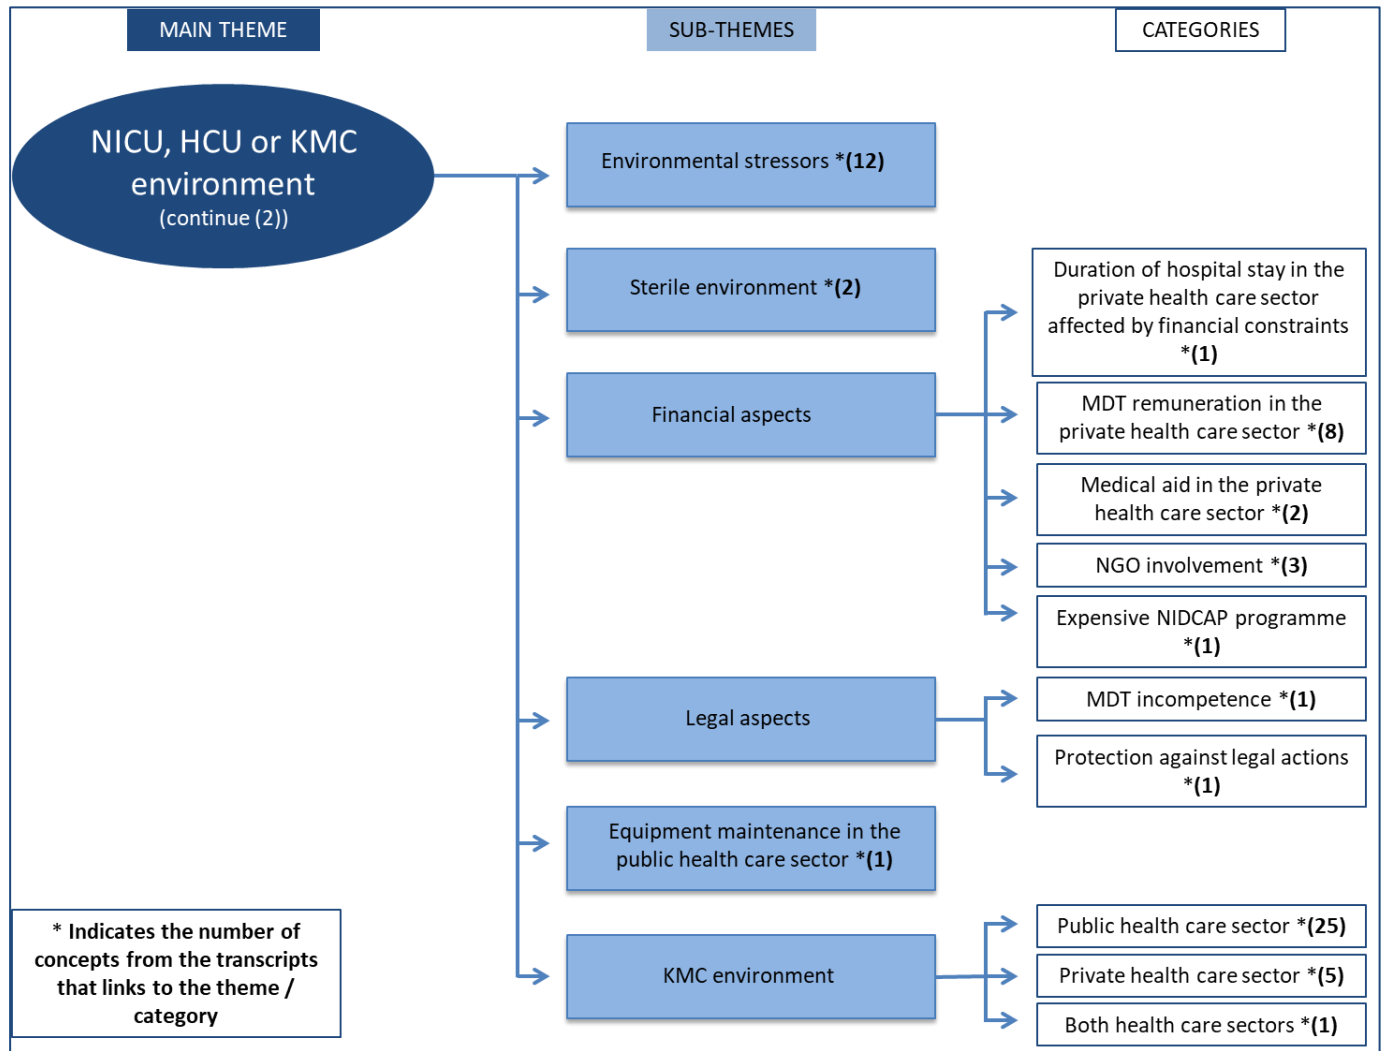 MAIN THEME
SUB-THEMES
CATEGORIES
NICU, HCU or KMC
environment
(continue (2))
Environmental stressors *(12)
Sterile environment *(2)
Financial aspects
Duration of hospital stay in the
private health care sector
affected by financial constraints
*(1)
MDT remuneration in the
private health care sector *(8)
Medical aid in the private
health care sector *(2)
NGO involvement *(3)
Expensive NIDCAP programme
*(1)
Legal aspects
MDT incompetence *(1)
Protection against legal actions
*(1)
Equipment maintenance in the
public health care sector *(1)
KMC environment
Public health care sector *(25)
Private health care sector *(5)
Both health care sectors *(1)
* Indicates the number of
concepts from the transcripts
that links to the theme /
category